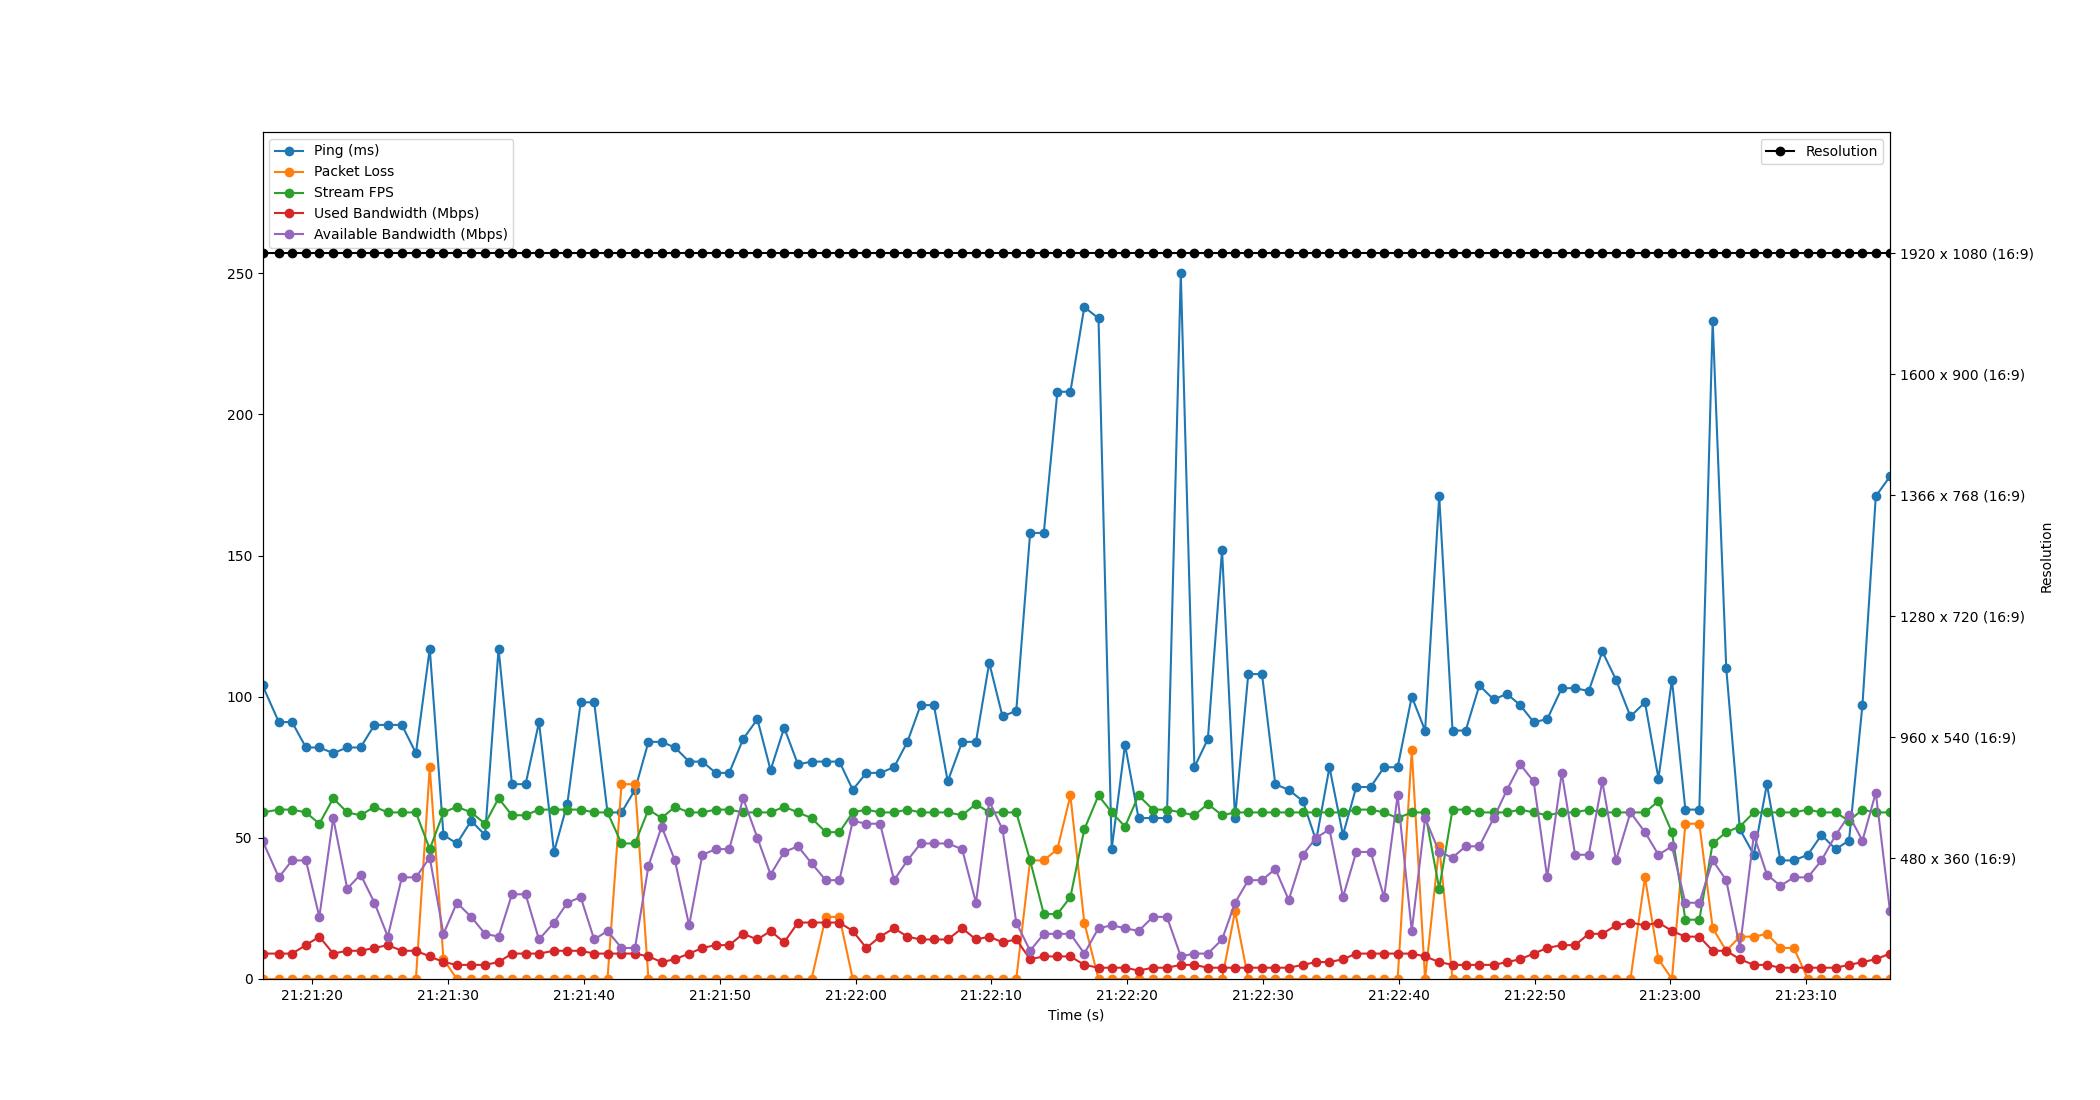 Ping (ms)
Packet Loss
Stream FPS
Used Bandwidth (Mbps)
Available Bandwidth (Mbps)
Resolution
250
200
150
100
50
0
1920 x 1080 (16:9)
1600 x 900 (16:9)
1366 x 768 (16:9)
1280 x 720 (16:9)
960 x 540 (16:9)
480 x 360 (16:9)
Resolution
21:21:20 21:21:30 21:21:40 21:21:50 21:22:00 21:22:10 21:22:20 21:22:30 21:22:40 21:22:50 21:23:00 21:23:10
Time (s)